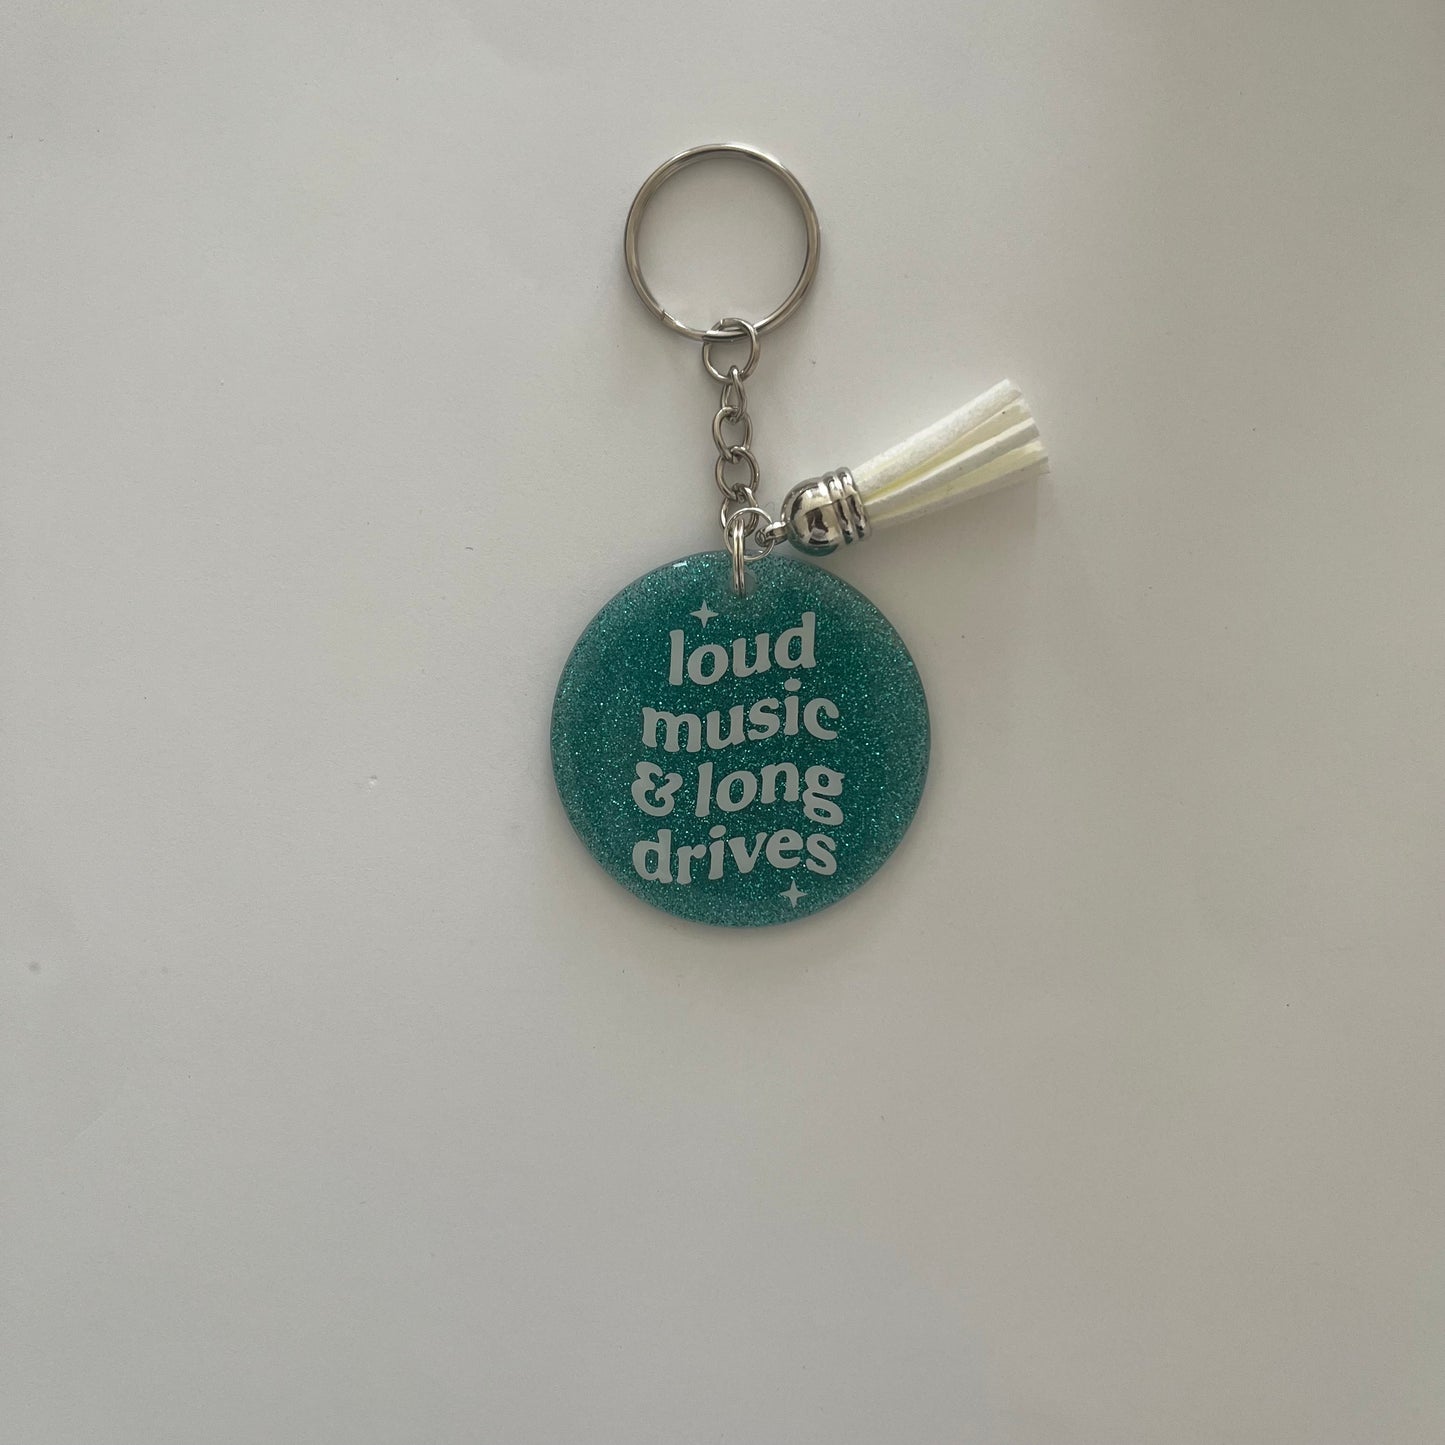 loud
music
& long
drives